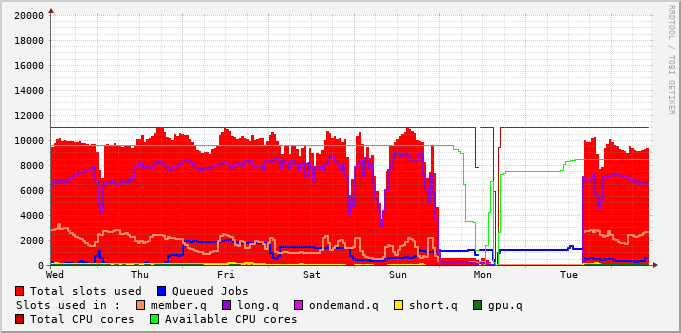 20000
18000
16000
14000
12000
10000
8000
6000
4000
2000
0
Wed Thu Fri Sat Sun Mon Tue
Total slots used Queued Jobs
Slots used in : member.q long.q ondemand.q short.q gpu.q
Total CPU cores Available CPU cores
RRDTOOL / TOBI OETIKER